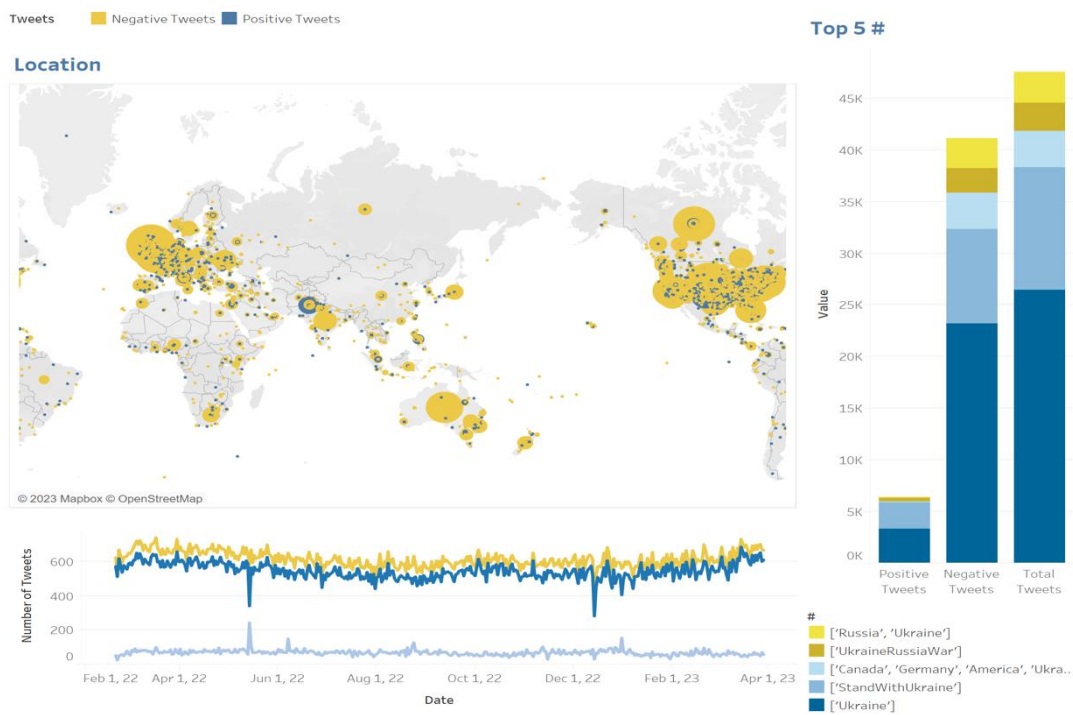 Tweets Negative Tweets Positive Tweets
Location
© 2023 Mapbox © OpenStreetMap
Number of Tweets
600
400
200
0
Feb 1, 22 Apr 1, 22 Jun 1, 22 Aug 1, 22 Oct 1, 22 Dec 1, 22 Feb 1, 23 Apr 1, 23
Date
Top 5 #
Value
45K
40K
35K
30K
25K
20K
15K
10K
5K
0K
Positive Tweets
Negative Tweets
Total Tweets
#
['Russia', 'Ukraine']
['UkraineRussiaWar']
['Canada', 'Germany', 'America', 'Ukra..
['StandWithUkraine']
['Ukraine']